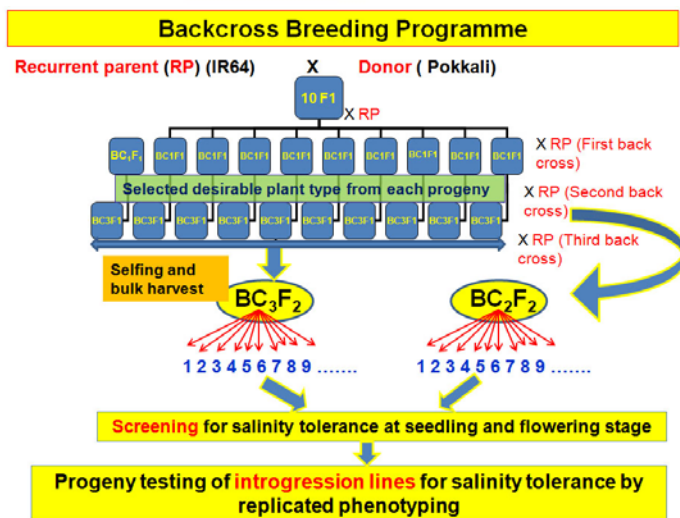 Backcross Breeding Programme
Recurrent parent (RP) (IR64) X Donor ( Pokkali)
10 F1
X RP
BC₁F₁ BC1F1 BC1F1 BC1F1 BC1F1 BC1F1 BC1F1 BC1F1 BC1F1 BC1F1
X RP (First back
cross)
Selected desirable plant type from each progeny
X RP (Second back
cross)
BC3F1 BC3F1 BC3F1 BC3F1 BC3F1 BC3F1 BC3F1 BC3F1 BC3F1 BC3F1
X RP (Third back
cross)
Selfing and
bulk harvest
BC₃F₂
BC₂F₂
1 2 3 4 5 6 7 8 9 .......
1 2 3 4 5 6 7 8 9 .......
Screening for salinity tolerance at seedling and flowering stage
Progeny testing of introgression lines for salinity tolerance by
replicated phenotyping